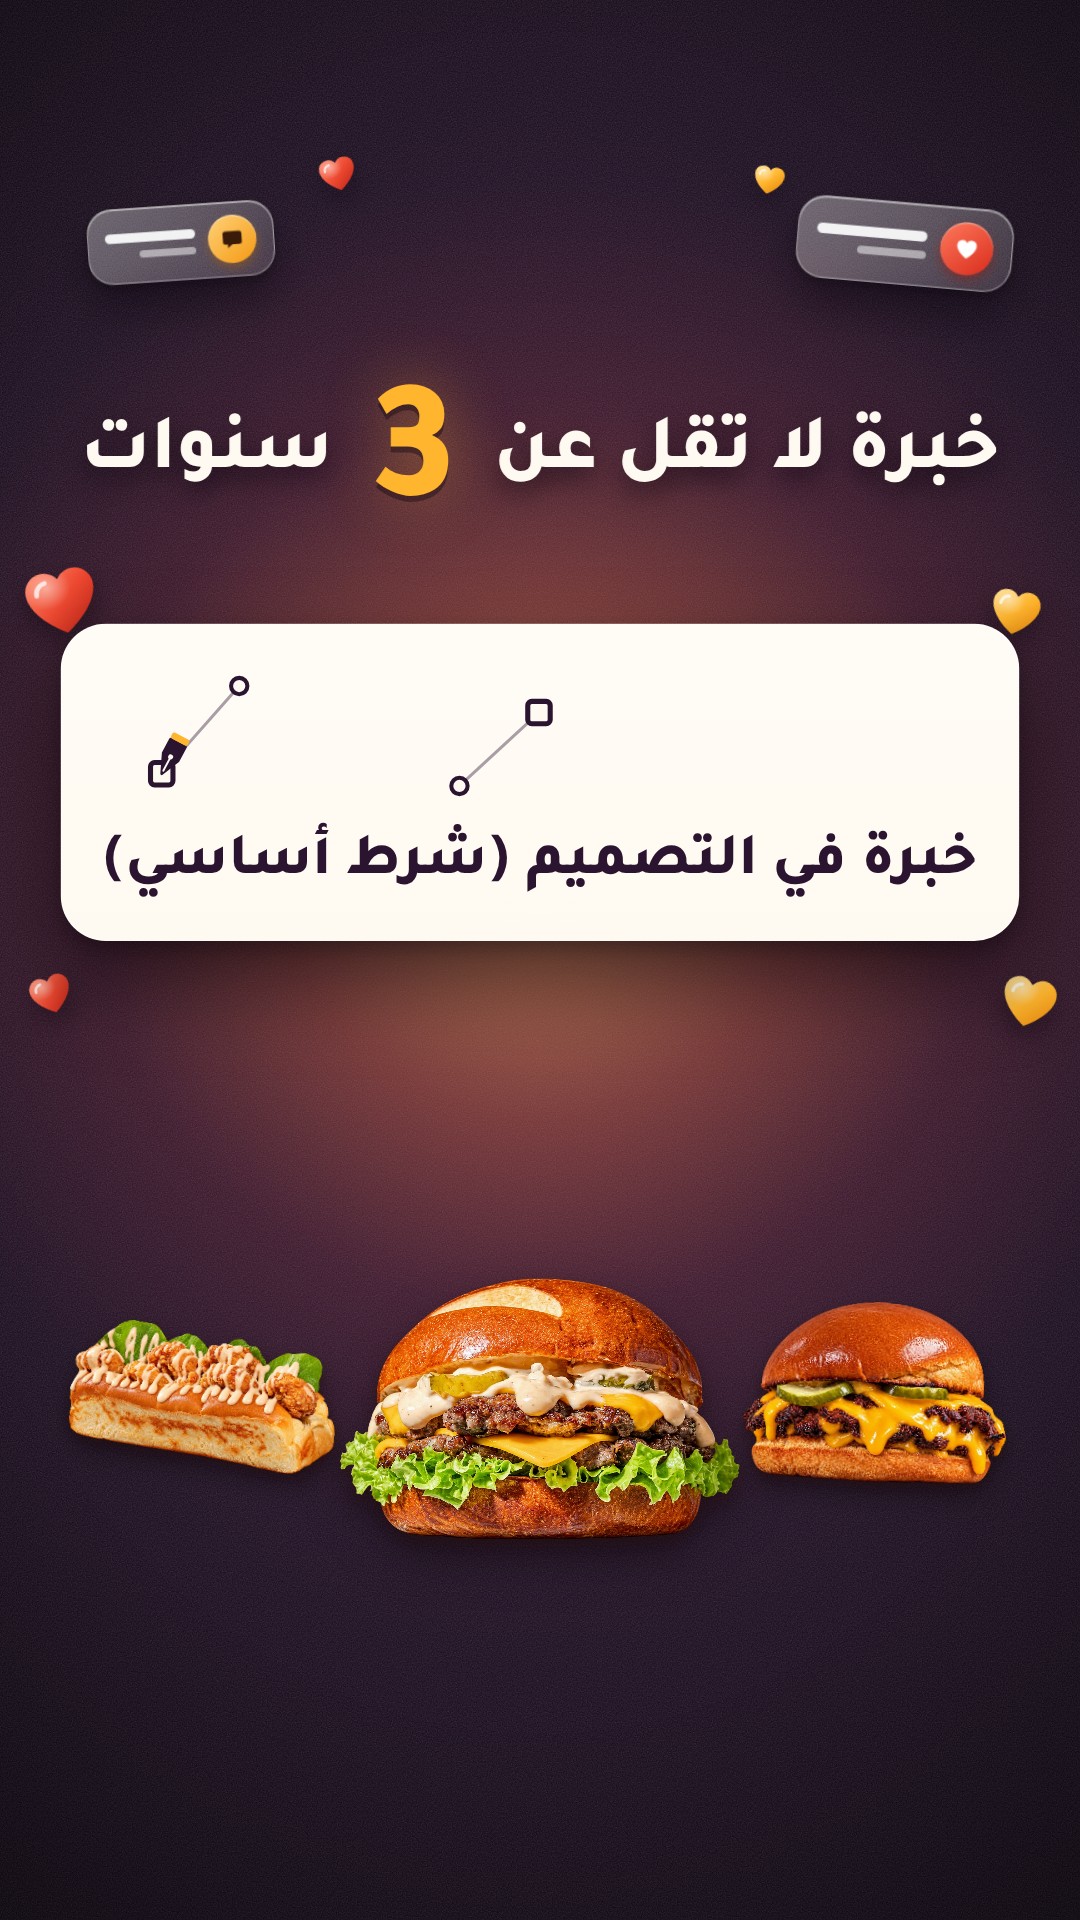 خبرة لا تقل عن 3 سنوات
خبرة في التصميم (شرط أساسي)